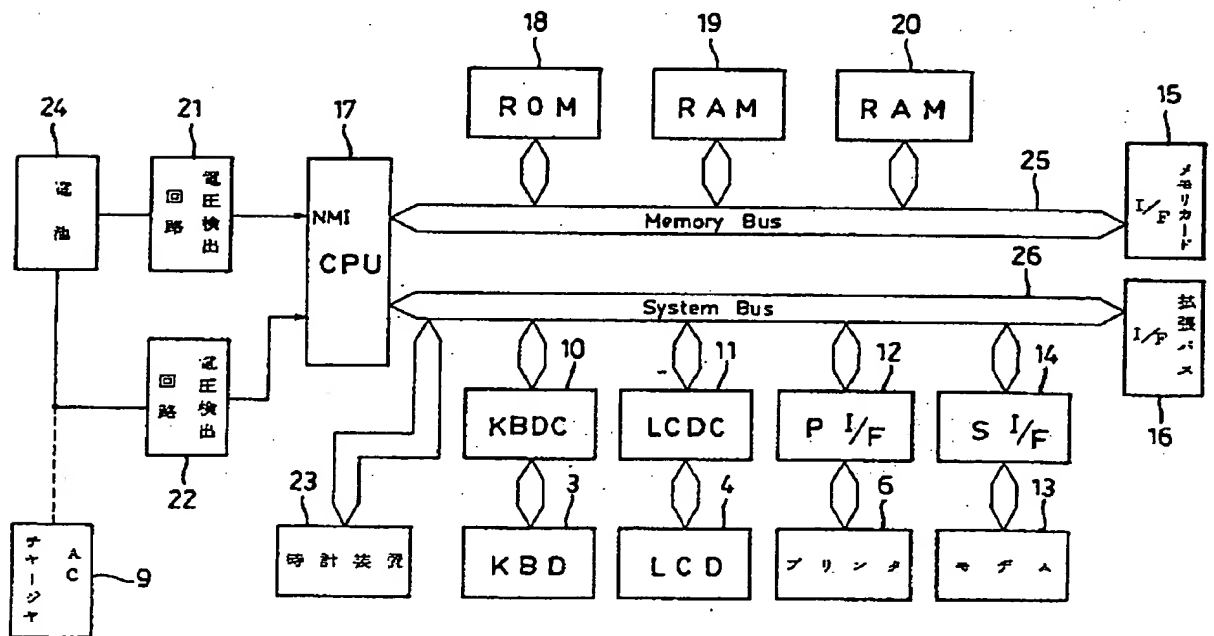 18
19
20
24
21
17
ROM
RAM
RAM
15
電池
電圧検出
回路
NMI
CPU
25
Memory Bus
メモリカード
I/F
26
System Bus
拡張バス
I/F
電圧検出
回路
10
11
12
14
16
22
KBDC
LCDC
P I/F
S I/F
23
3
4
6
13
時計装置
KBD
LCD
プリンタ
モデム
AC
チャージャ
9